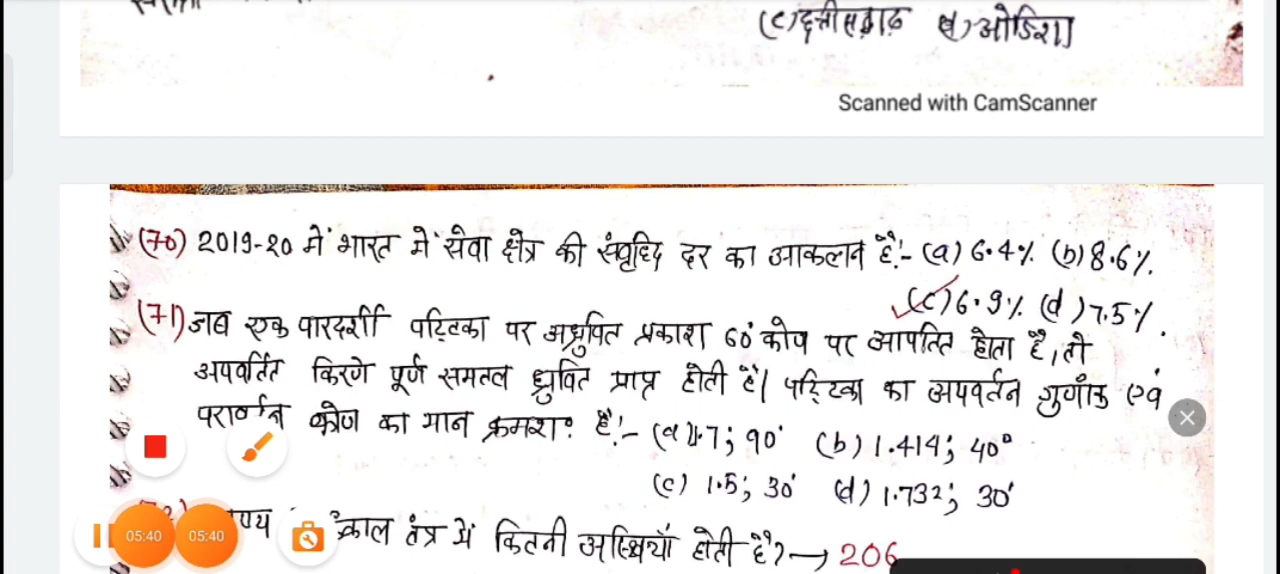 (c) छत्तीसगढ़ (d) ओडिशा
Scanned with CamScanner
(70) 2019-20 में भारत में सेवा क्षेत्र की संवृद्धि दर का आकलन है:- (a) 6.4% (b) 8.6%.
(c) 6.9% (d) 7.5%.
(71) जब एक पारदर्शी पट्टिका पर अध्रुवित प्रकाश 60° कोण पर आपतित होता है, तो
अपवर्तित किरणे पूर्ण समतल ध्रुवित प्राप्त होती है। पट्टिका का अपवर्तन गुणांक एवं
परावर्तन कोण का मान क्रमशः है:- (a) 1.7; 90° (b) 1.414; 40°
(c) 1.5; 30° (d) 1.732; 30°
काल तंत्र में कितनी अस्थियाँ होती है? → 206
05:40 05:40